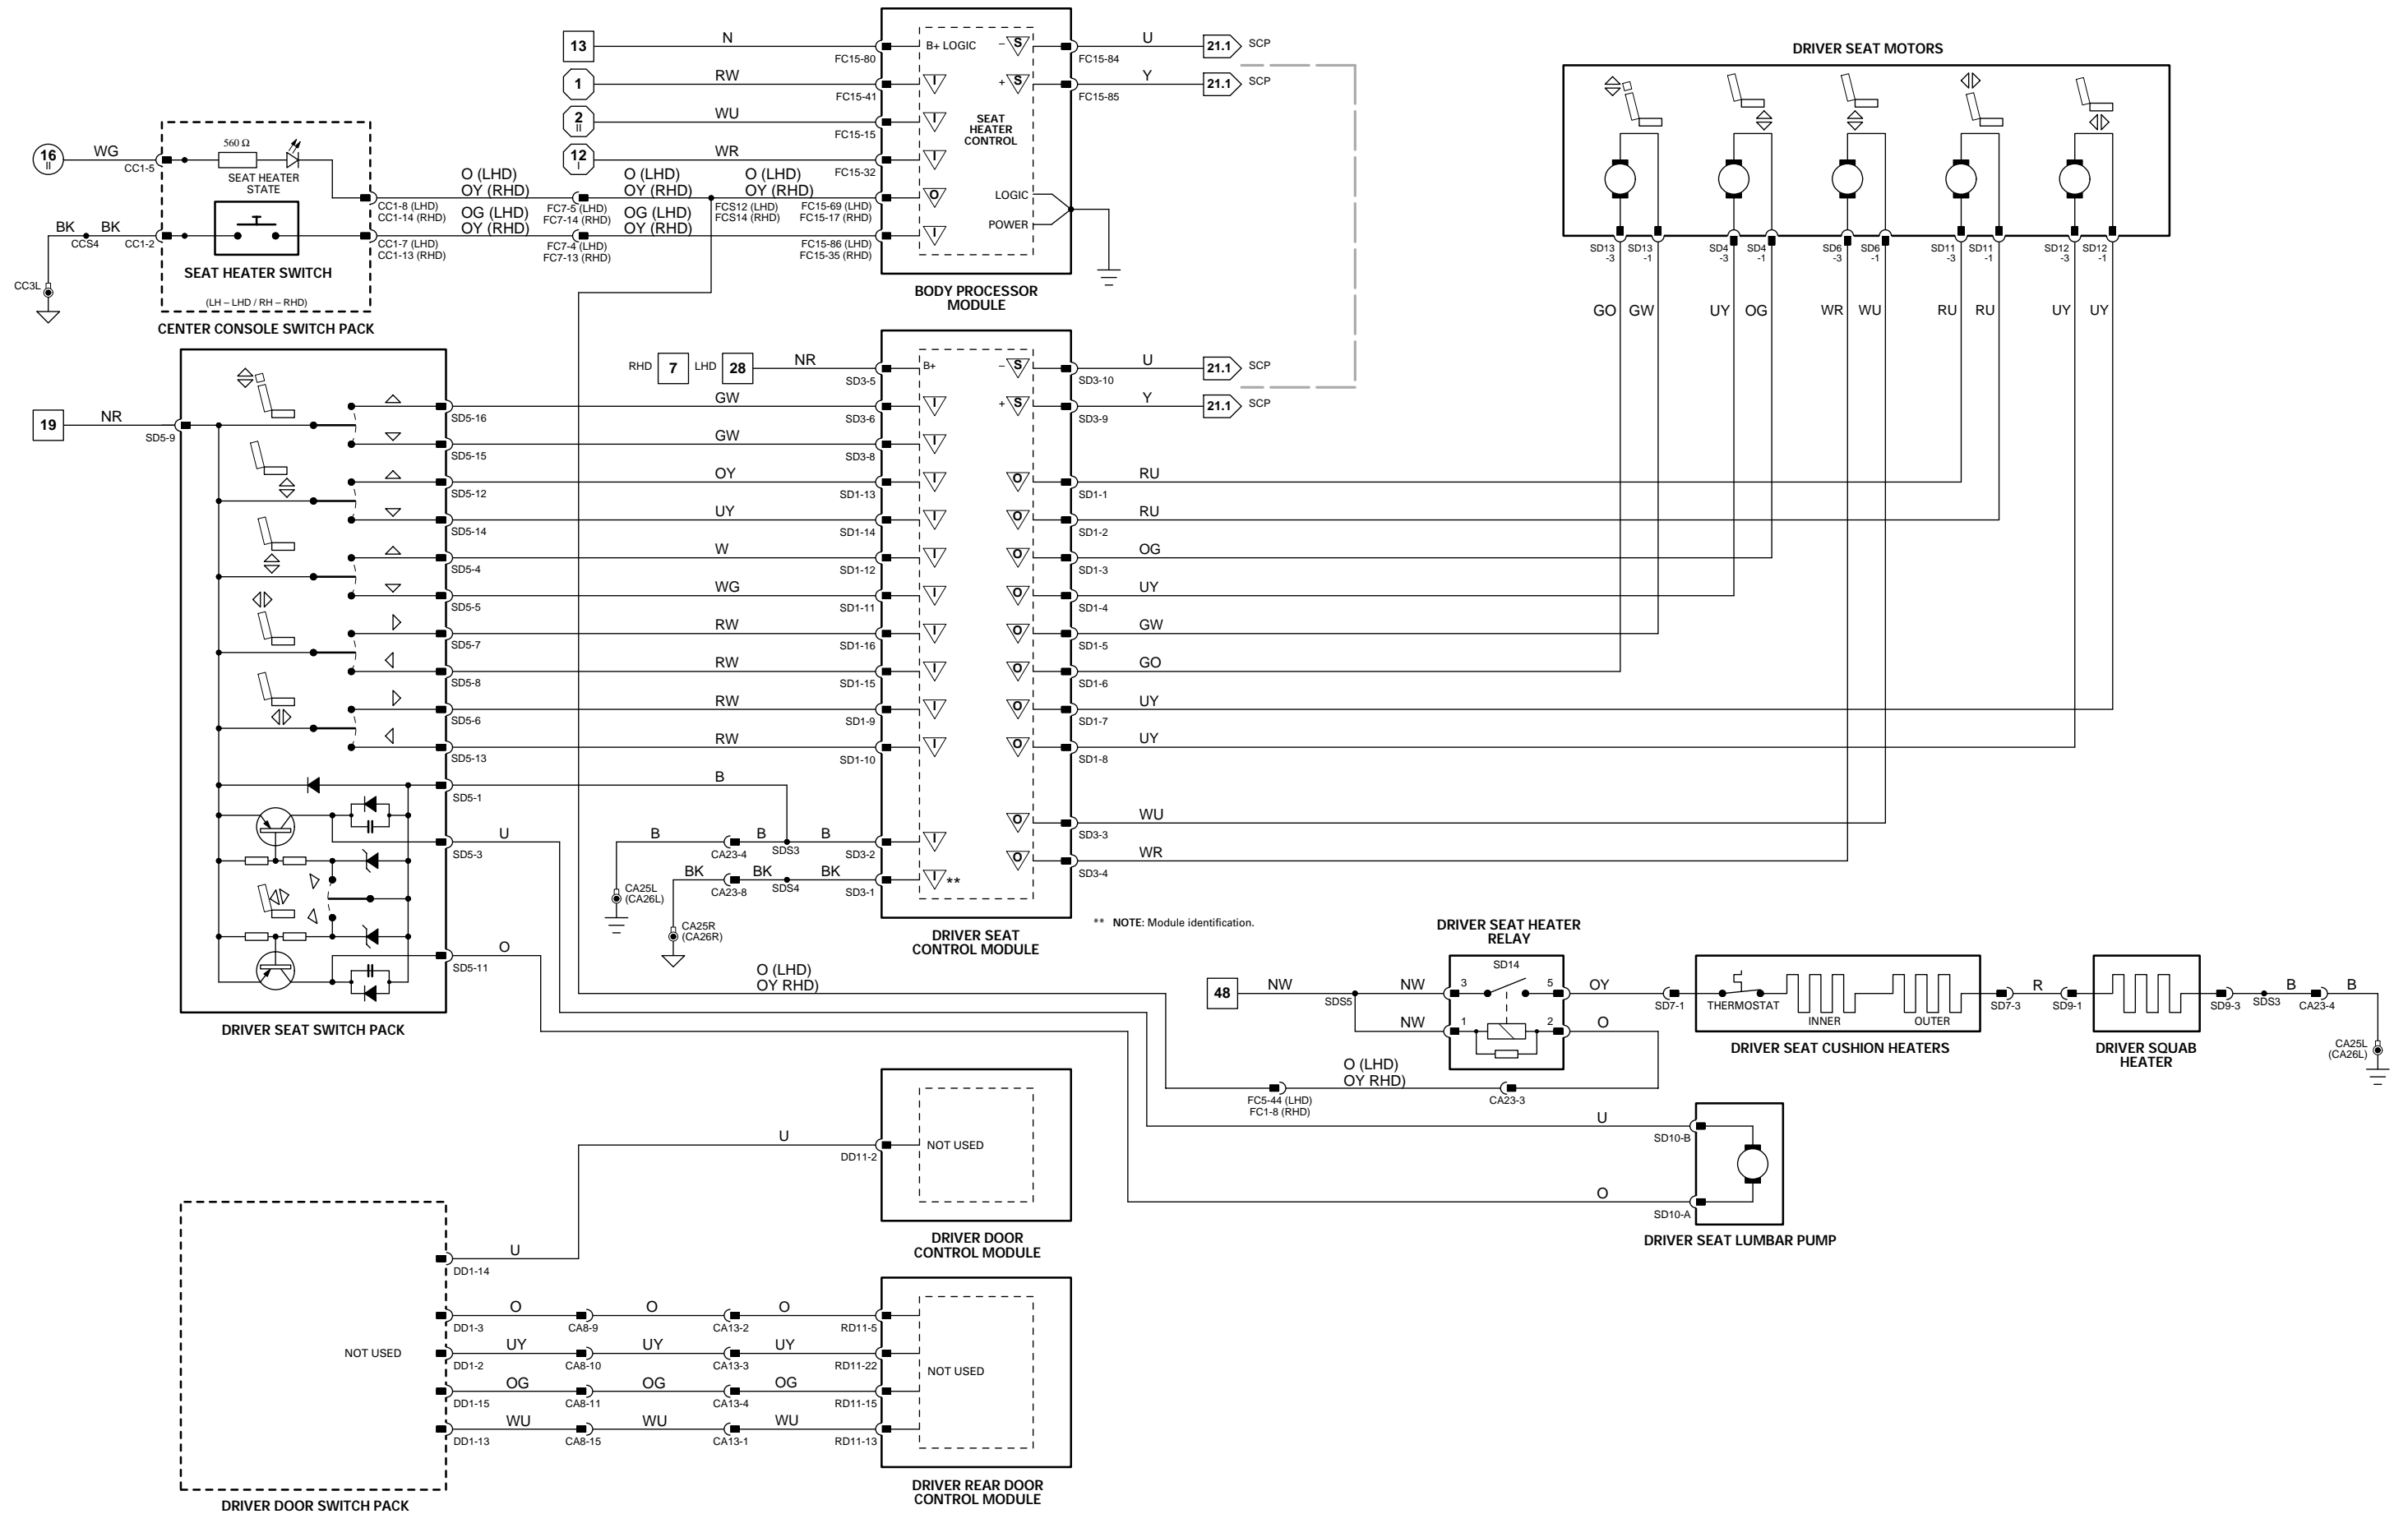 13
N
FC15-80
B+ LOGIC
– S
FC15-84
U
21.1
SCP
1
RW
FC15-41
I
+ S
FC15-85
Y
21.1
SCP
2
II
WU
FC15-15
I
SEAT
HEATER
CONTROL
12
I
WR
FC15-32
I
O (LHD)
OY (RHD)
O (LHD)
OY (RHD)
O (LHD)
OY (RHD)
CC1-8 (LHD)
CC1-14 (RHD)
FC7-5 (LHD)
FC7-14 (RHD)
FCS12 (LHD)
FCS14 (RHD)
FC15-69 (LHD)
FC15-17 (RHD)
O
LOGIC
OG (LHD)
OY (RHD)
OG (LHD)
OY (RHD)
CC1-7 (LHD)
CC1-13 (RHD)
FC7-4 (LHD)
FC7-13 (RHD)
FC15-86 (LHD)
FC15-35 (RHD)
I
POWER
BODY PROCESSOR
MODULE
16
II
WG
CC1-5
560 Ω
SEAT HEATER
STATE
BK
CCS4
BK
CC1-2
CC3L
SEAT HEATER SWITCH
(LH – LHD / RH – RHD)
CENTER CONSOLE SWITCH PACK
DRIVER SEAT MOTORS
SD13
-3
SD13
-1
SD4
-3
SD4
-1
SD6
-3
SD6
-1
SD11
-3
SD11
-1
SD12
-3
SD12
-1
GO
GW
UY
OG
WR
WU
RU
RU
UY
UY
RHD
7
LHD
28
NR
SD3-5
B+
– S
SD3-10
U
21.1
SCP
19
NR
SD5-9
SD5-16
GW
SD3-6
I
+ S
SD3-9
Y
21.1
SCP
SD5-15
GW
SD3-8
I
SD5-12
OY
SD1-13
I
O
SD1-1
RU
SD5-14
UY
SD1-14
I
O
SD1-2
RU
SD5-4
W
SD1-12
I
O
SD1-3
OG
SD5-5
WG
SD1-11
I
O
SD1-4
UY
SD5-7
RW
SD1-16
I
O
SD1-5
GW
SD5-8
RW
SD1-15
I
O
SD1-6
GO
SD5-6
RW
SD1-9
I
O
SD1-7
UY
SD5-13
RW
SD1-10
I
O
SD1-8
UY
SD5-1
B
O
SD3-3
WU
SD5-3
U
B
CA23-4
B
SDS3
B
SD3-2
I
O
SD3-4
WR
BK
CA23-8
BK
SDS4
BK
SD3-1
I
**
CA25L
(CA26L)
CA25R
(CA26R)
** NOTE: Module identification.
DRIVER SEAT
CONTROL MODULE
SD5-11
O
DRIVER SEAT SWITCH PACK
O (LHD)
OY RHD)
DRIVER SEAT HEATER
RELAY
SD14
48
NW
SDS5
NW
3
5
OY
SD7-1
THERMOSTAT
INNER
OUTER
SD7-3
R
SD9-1
SD9-3
SDS3
B
CA23-4
B
NW
1
2
O
CA25L
(CA26L)
DRIVER SEAT CUSHION HEATERS
DRIVER SQUAB
HEATER
O (LHD)
OY RHD)
FC5-44 (LHD)
FC1-8 (RHD)
CA23-3
U
SD10-B
O
SD10-A
DRIVER SEAT LUMBAR PUMP
U
DD11-2
NOT USED
DRIVER DOOR
CONTROL MODULE
DD1-14
U
DD1-3
O
CA8-9
O
CA13-2
O
RD11-5
NOT USED
DD1-2
UY
CA8-10
UY
CA13-3
UY
RD11-22
NOT USED
DD1-15
OG
CA8-11
OG
CA13-4
OG
RD11-15
DD1-13
WU
CA8-15
WU
CA13-1
WU
RD11-13
DRIVER REAR DOOR
CONTROL MODULE
DRIVER DOOR SWITCH PACK